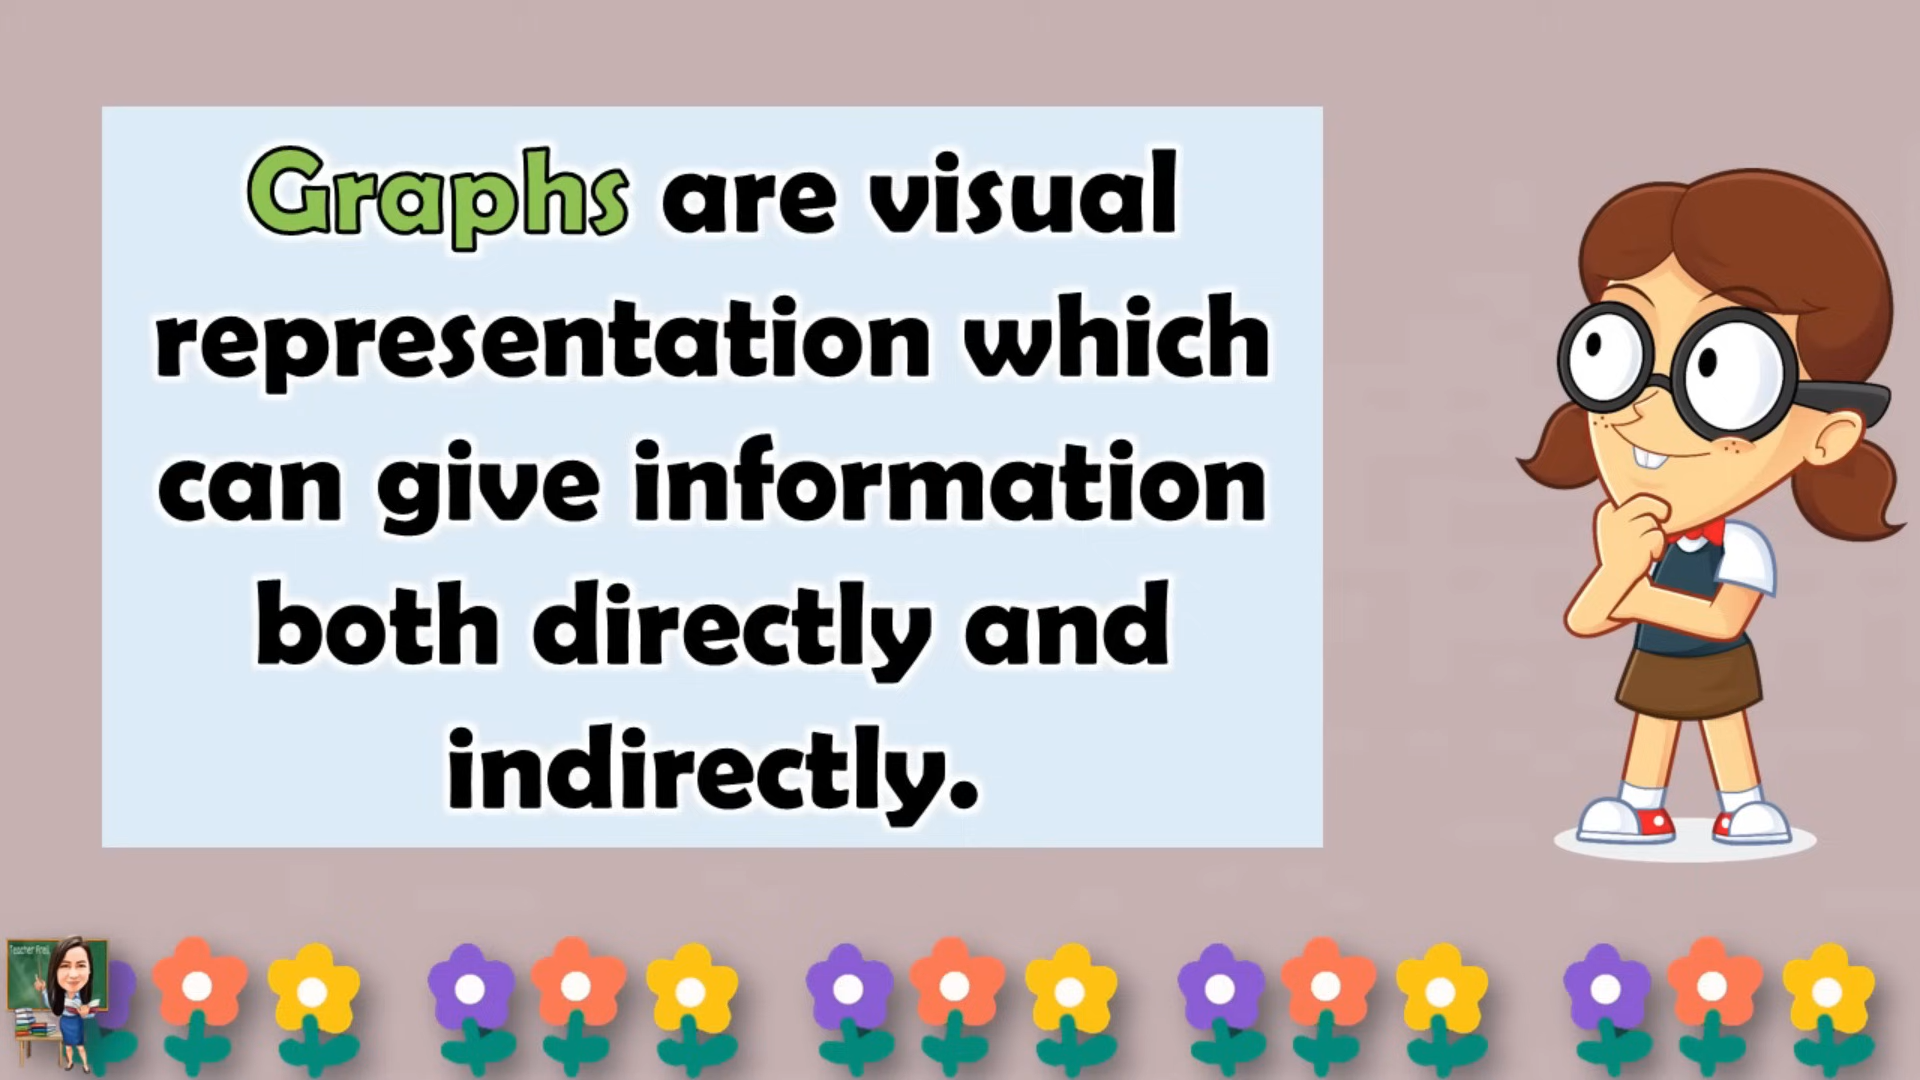 Graphs are visual
representation which
can give information
both directly and
indirectly.